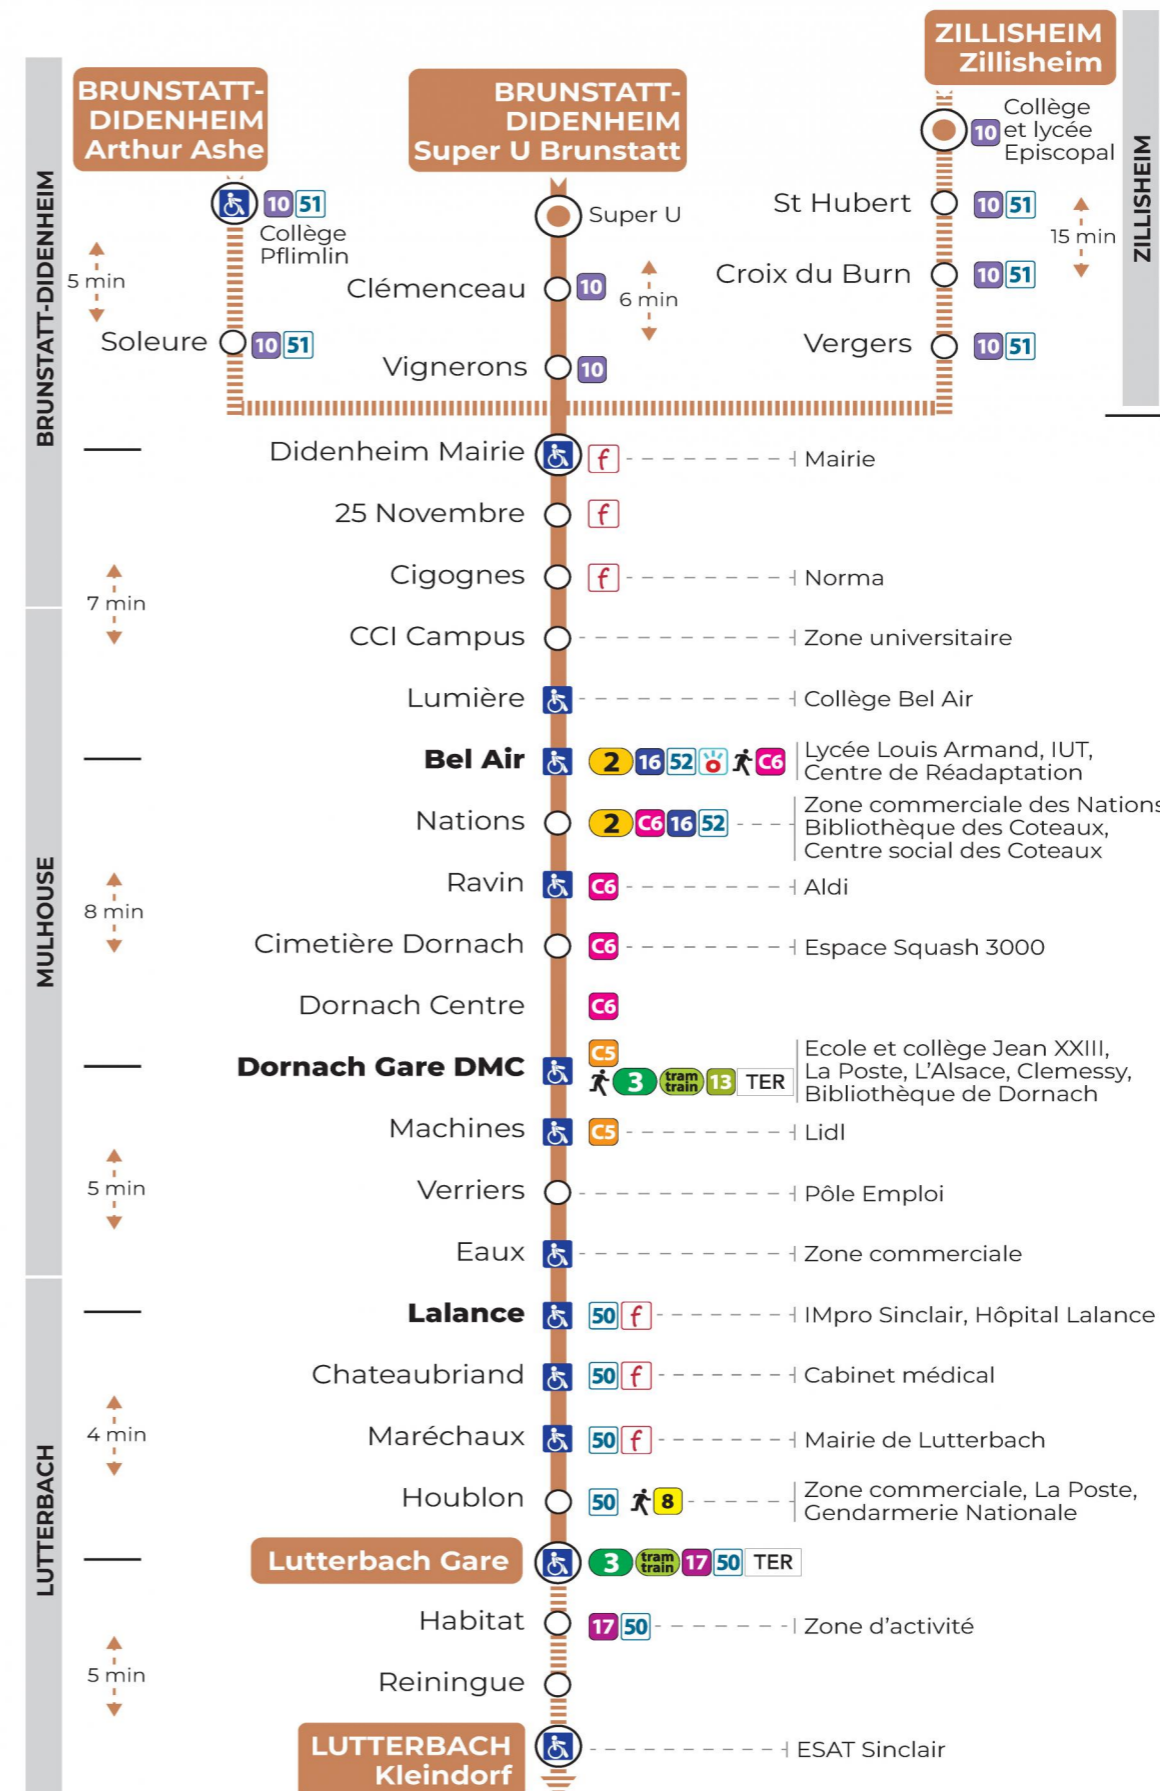 BRUNSTATT-
DIDENHEIM
Arthur Ashe
BRUNSTATT-
DIDENHEIM
Super U Brunstatt
ZILLISHEIM
Zillisheim
BRUNSTATT-DIDENHEIM
ZILLISHEIM
10 51
Collège
Pflimlin
5 min
Soleure 10 51
Super U
Clémenceau 10
6 min
Vignerons 10
10 Collège
et lycée
Episcopal
St Hubert 10 51
15 min
Croix du Burn 10 51
Vergers 10 51
Didenheim Mairie f Mairie
25 Novembre f
Cigognes f Norma
7 min
CCI Campus Zone universitaire
Lumière Collège Bel Air
MULHOUSE
Bel Air 2 16 52 C6 Lycée Louis Armand, IUT,
Centre de Réadaptation
Nations 2 C6 16 52 Zone commerciale des Nations
Bibliothèque des Coteaux,
Centre social des Coteaux
Ravin C6 Aldi
8 min
Cimetière Dornach C6 Espace Squash 3000
Dornach Centre C6
Dornach Gare DMC C5
3 tram
train 13 TER
Ecole et collège Jean XXIII,
La Poste, L'Alsace, Clemessy,
Bibliothèque de Dornach
Machines C5 Lidl
5 min
Verriers Pôle Emploi
Eaux Zone commerciale
LUTTERBACH
Lalance 50 f IMpro Sinclair, Hôpital Lalance
Chateaubriand 50 f Cabinet médical
4 min
Maréchaux 50 f Mairie de Lutterbach
Houblon 50 8 Zone commerciale, La Poste,
Gendarmerie Nationale
Lutterbach Gare 3 tram
train 17 50 TER
Habitat 17 50 Zone d'activité
5 min
Reiningue
LUTTERBACH
Kleindorf
ESAT Sinclair